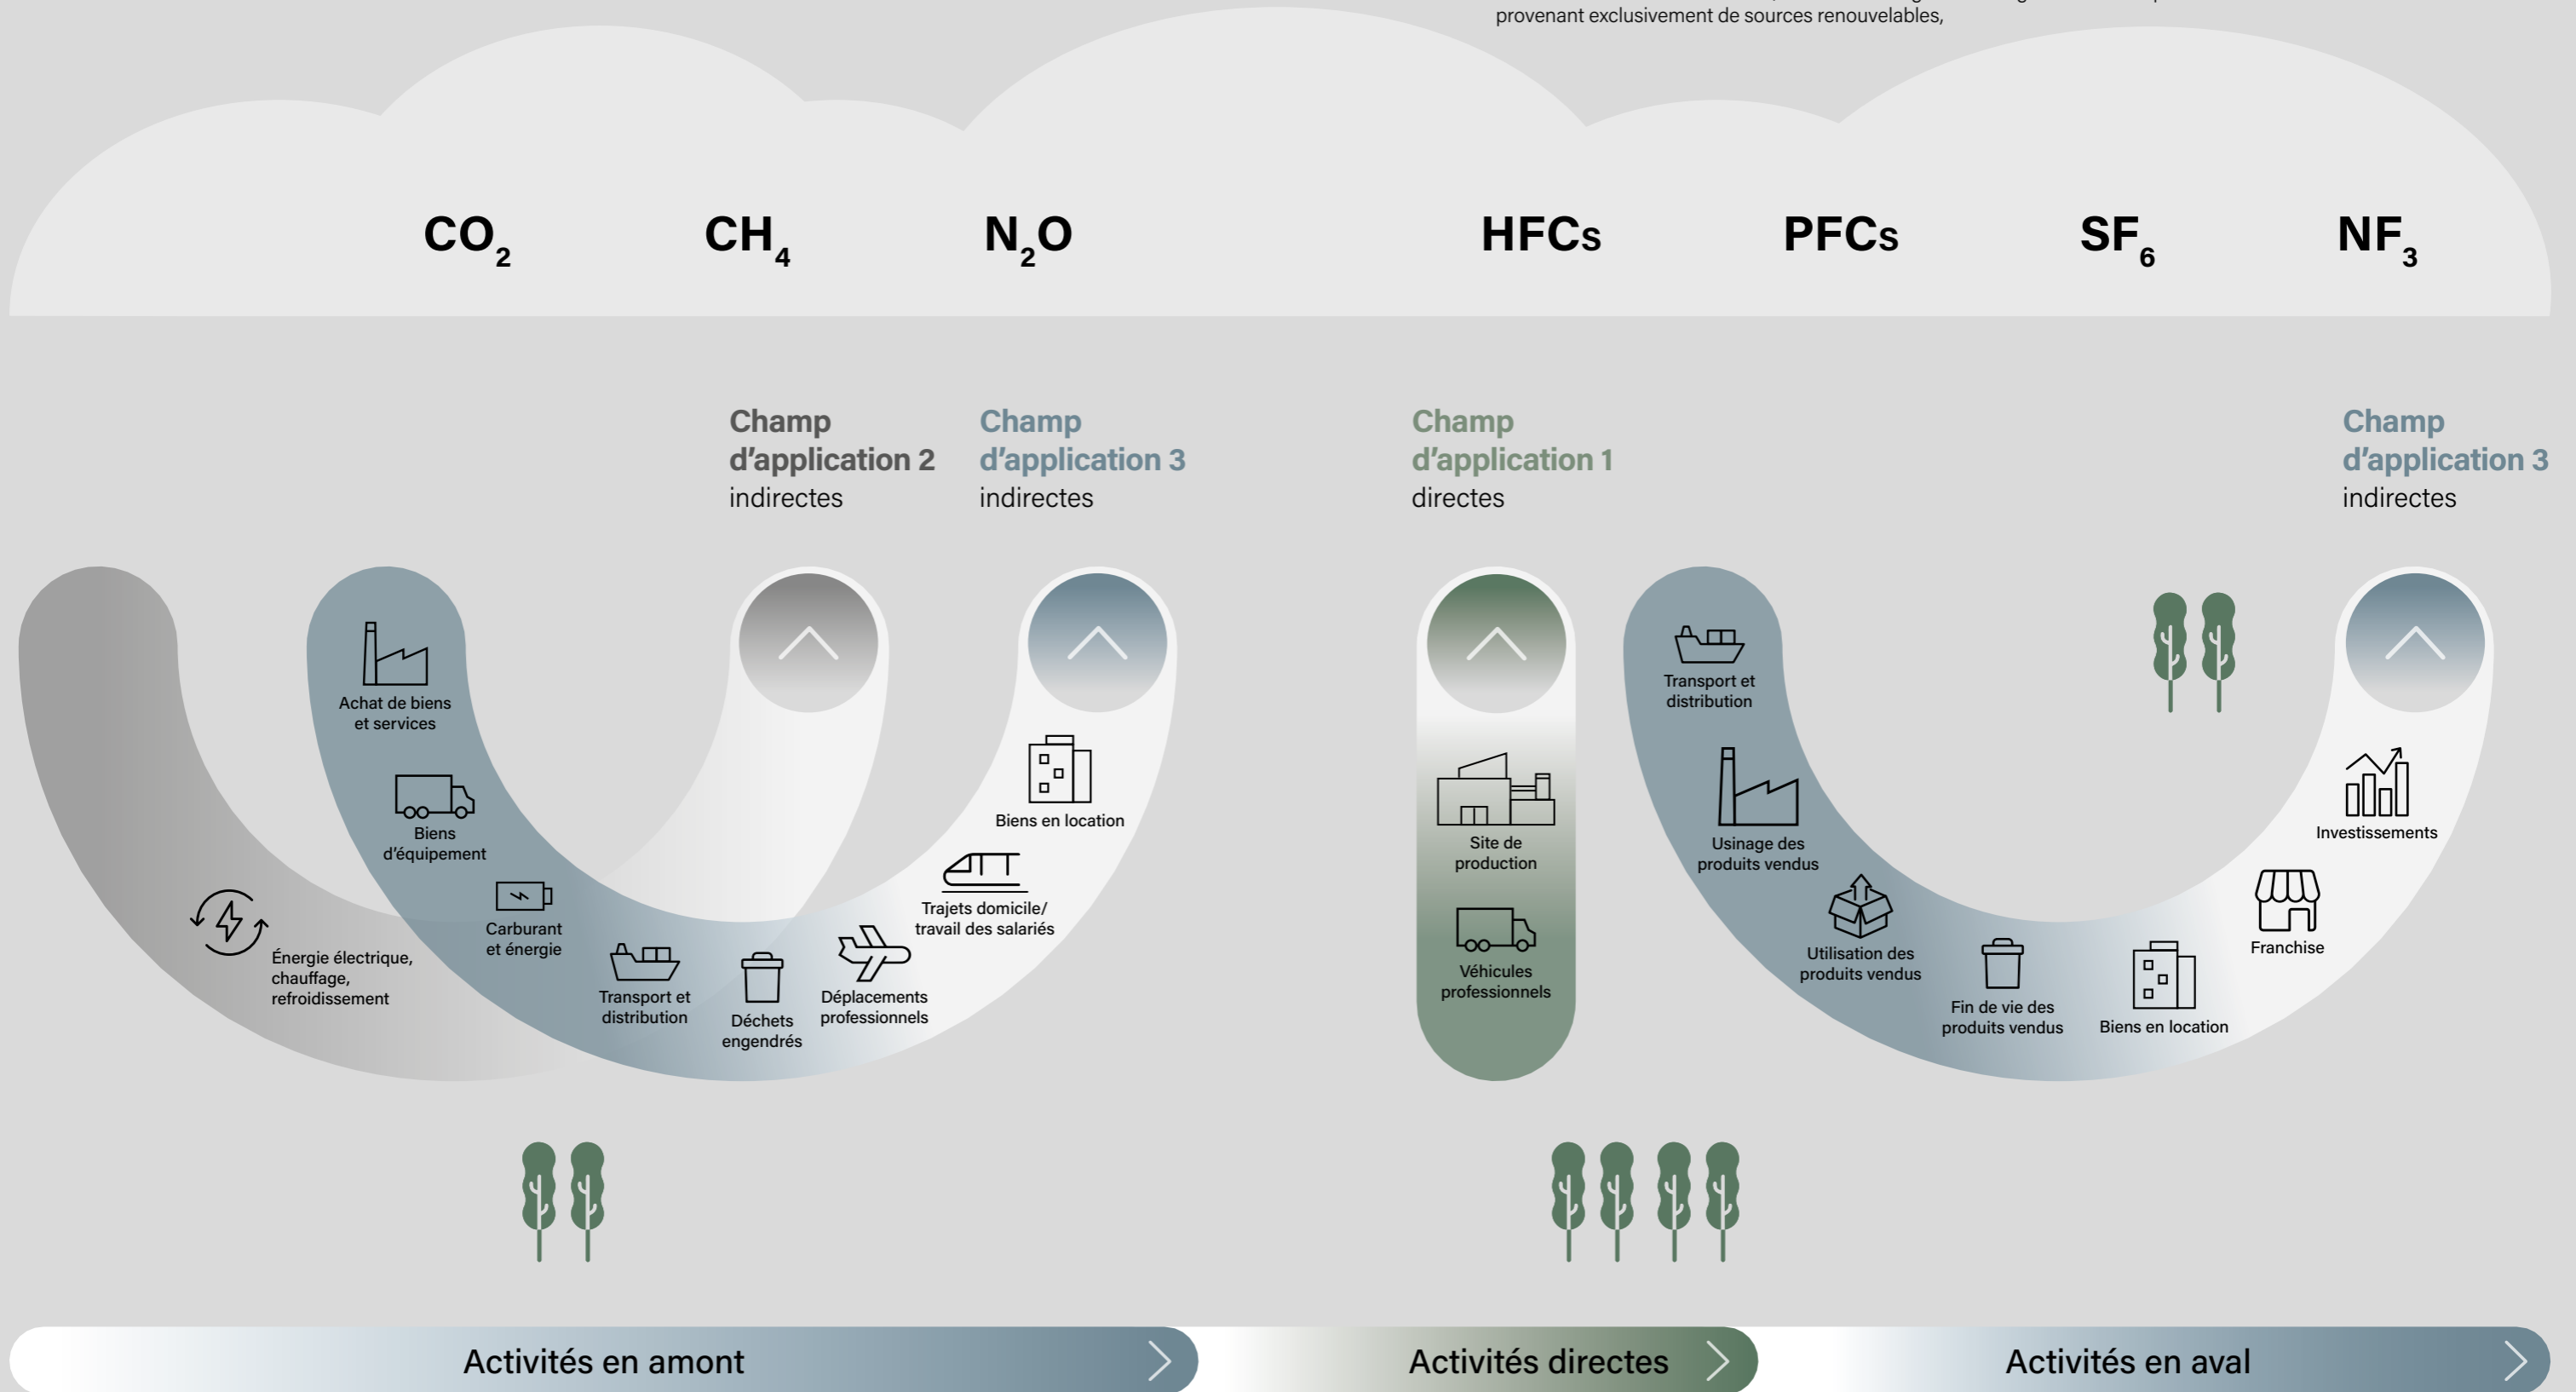 provenant exclusivement de sources renouvelables,
CO₂ CH₄ N₂O HFCs PFCs SF₆ NF₃
Champ
d’application 2
indirectes
Champ
d’application 3
indirectes
Champ
d’application 1
directes
Champ
d’application 3
indirectes
Énergie électrique,
chauffage,
refroidissement
Achat de biens
et services
Biens
d’équipement
Carburant
et énergie
Transport et
distribution
Déchets
engendrés
Déplacements
professionnels
Trajets domicile/
travail des salariés
Biens en location
Site de
production
Véhicules
professionnels
Transport et
distribution
Usinage des
produits vendus
Utilisation des
produits vendus
Fin de vie des
produits vendus
Biens en location
Franchise
Investissements
Activités en amont
Activités directes
Activités en aval